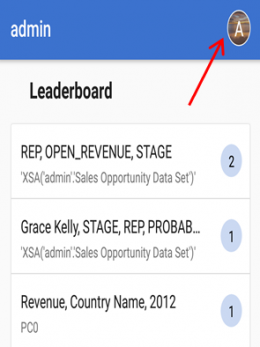 admin
A
Leaderboard
REP, OPEN_REVENUE, STAGE
2
'XSA('admin'.'Sales Opportunity Data Set')'
Grace Kelly, STAGE, REP, PROBAB...
1
'XSA('admin'.'Sales Opportunity Data Set')'
Revenue, Country Name, 2012
1
PC0